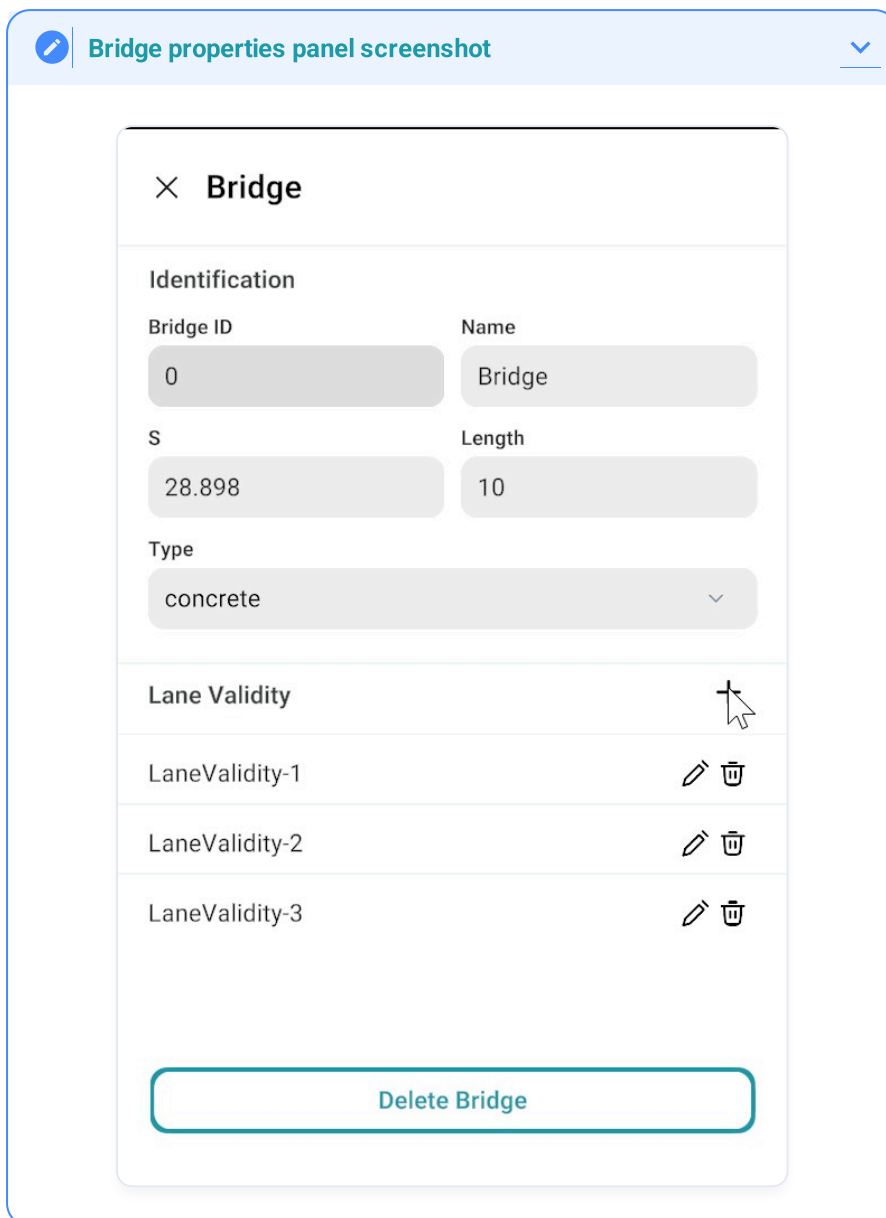 Bridge properties panel screenshot
Bridge
Identification
Bridge ID
Name
0
Bridge
S
Length
28.898
10
Type
concrete
Lane Validity
LaneValidity-1
LaneValidity-2
LaneValidity-3
Delete Bridge